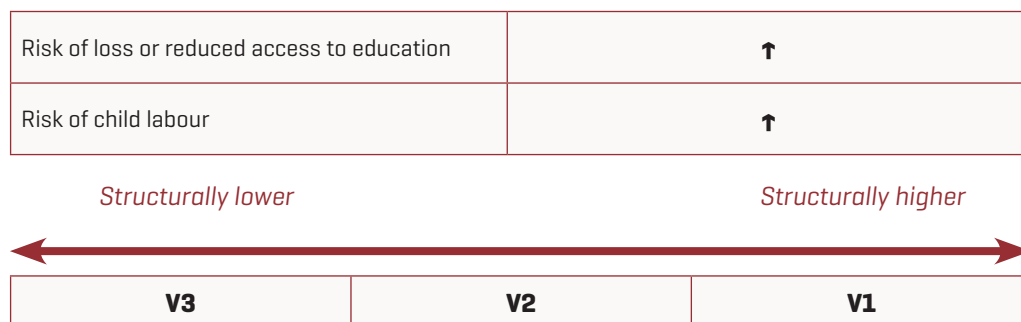 Risk of loss or reduced access to education ↑
Risk of child labour ↑
Structurally lower Structurally higher
V3 V2 V1